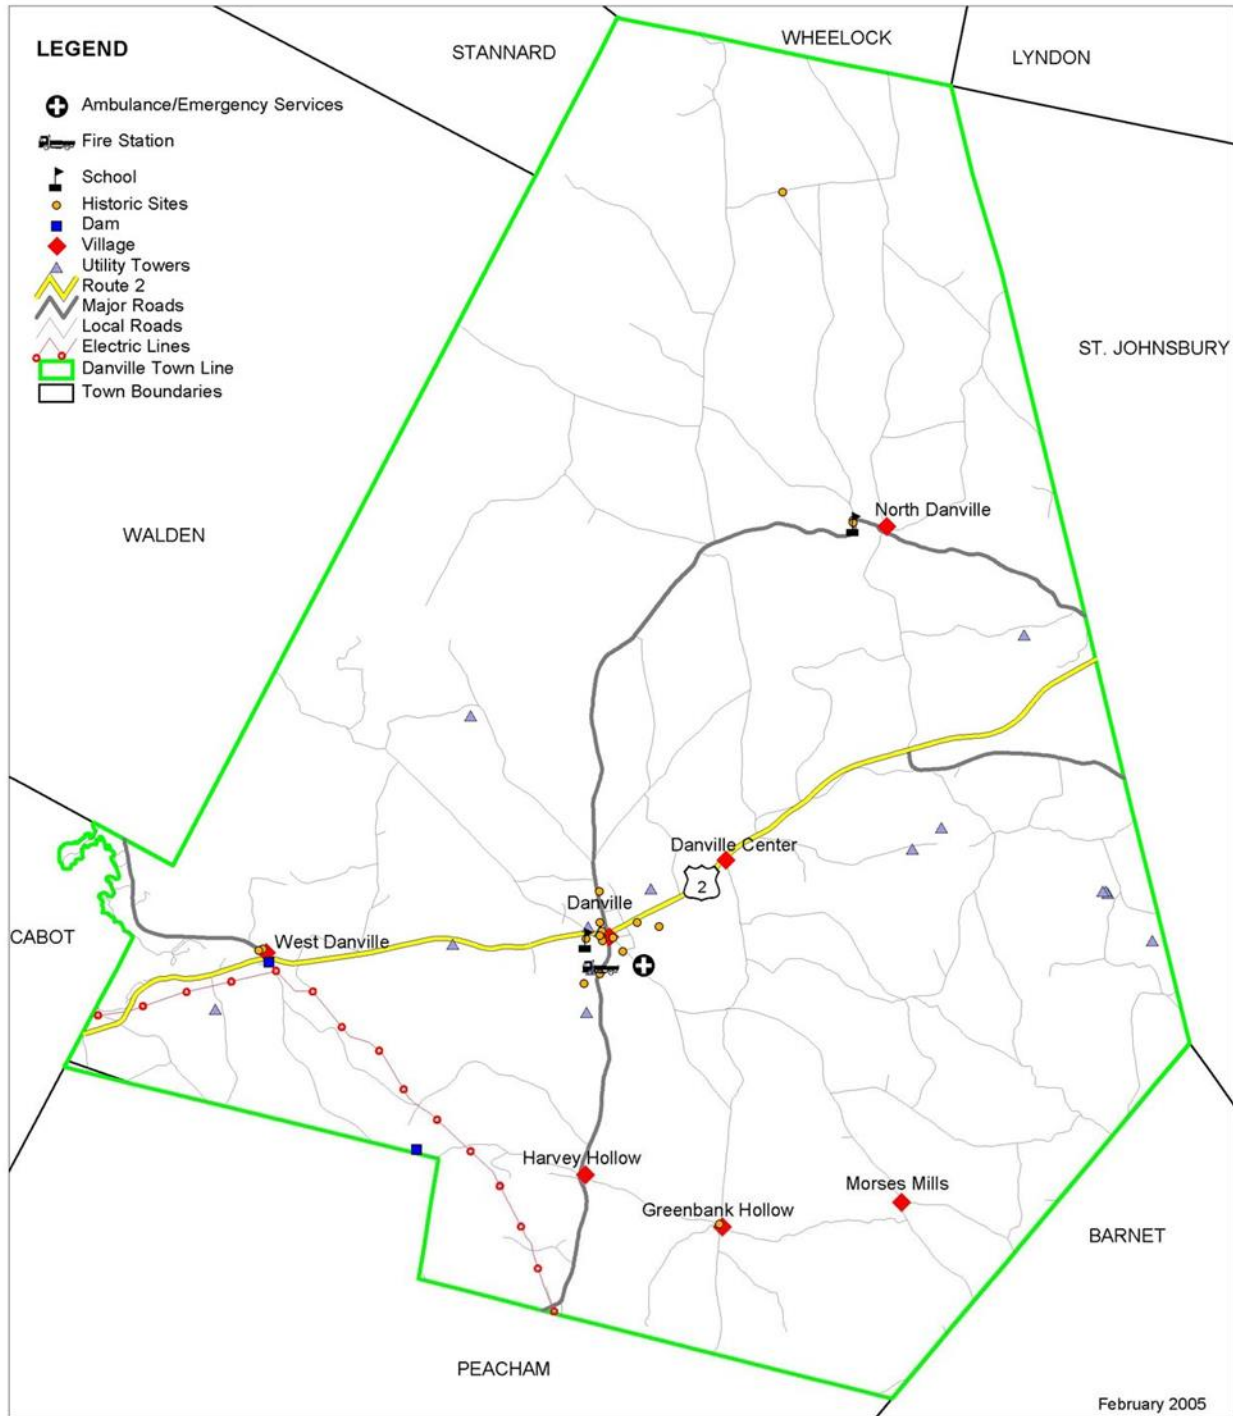 LEGEND
Ambulance/Emergency Services
Fire Station
School
Historic Sites
Dam
Village
Utility Towers
Route 2
Major Roads
Local Roads
Electric Lines
Danville Town Line
Town Boundaries
STANNARD
WHEELOCK
LYNDON
ST. JOHNSBURY
WALDEN
North Danville
Danville Center
2
Danville
CABOT
West Danville
Harvey Hollow
Morses Mills
Greenbank Hollow
BARNET
PEACHAM
February 2005